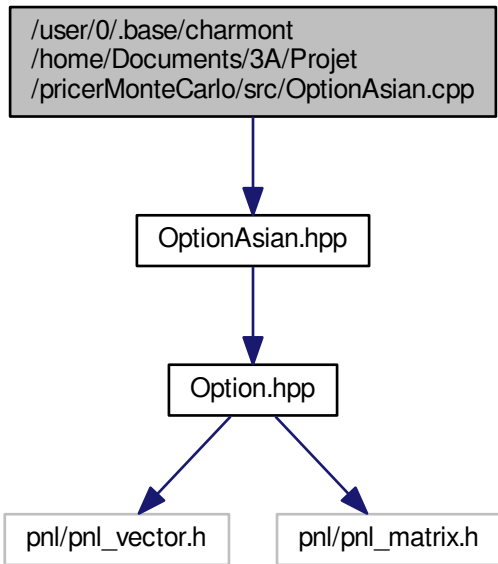 /user/0/.base/charmont
/home/Documents/3A/Projet
/pricerMonteCarlo/src/OptionAsian.cpp
OptionAsian.hpp
Option.hpp
pnl/pnl_vector.h
pnl/pnl_matrix.h